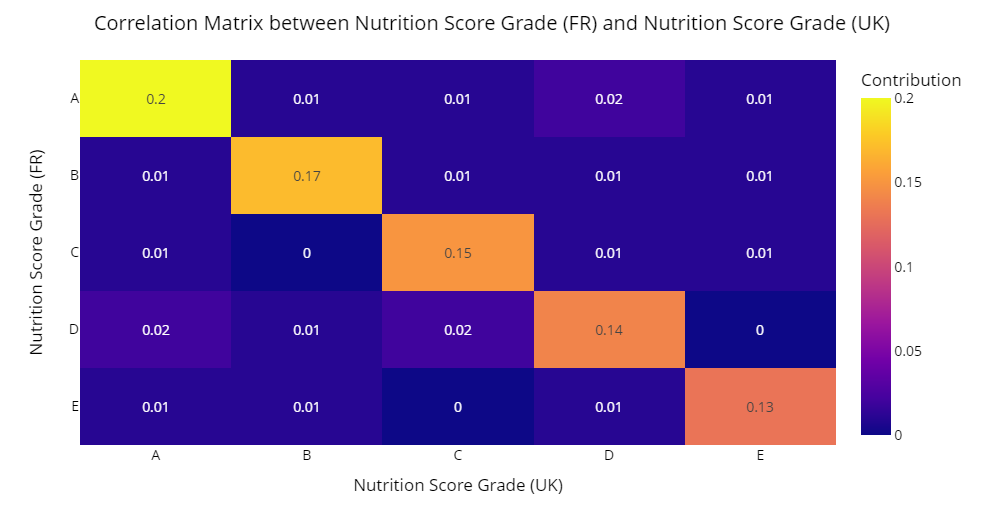 Correlation Matrix between Nutrition Score Grade (FR) and Nutrition Score Grade (UK)
Contribution
A 0.2 0.01 0.01 0.02 0.01
B 0.01 0.17 0.01 0.01 0.01
C 0.01 0 0.15 0.01 0.01
D 0.02 0.01 0.02 0.14 0
E 0.01 0.01 0 0.01 0.13
A B C D E
Nutrition Score Grade (UK)
Nutrition Score Grade (FR)
0.2
0.15
0.1
0.05
0